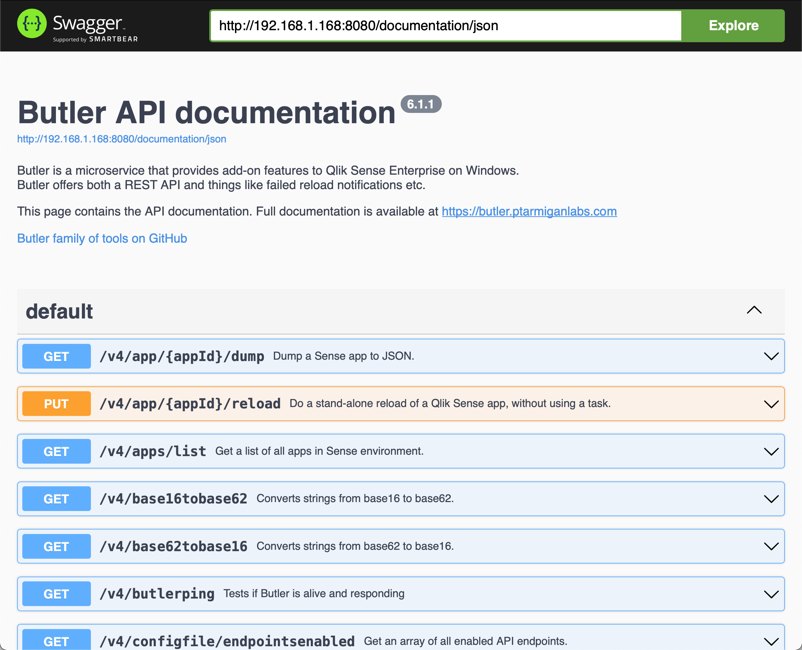 Swagger.
Supported by SMARTBEAR
http://192.168.1.168:8080/documentation/json
Explore
Butler API documentation 6.1.1
http://192.168.1.168:8080/documentation/json
Butler is a microservice that provides add-on features to Qlik Sense Enterprise on Windows.
Butler offers both a REST API and things like failed reload notifications etc.
This page contains the API documentation. Full documentation is available at https://butler.ptarmiganlabs.com
Butler family of tools on GitHub
default
GET /v4/app/{appId}/dump Dump a Sense app to JSON.
PUT /v4/app/{appId}/reload Do a stand-alone reload of a Qlik Sense app, without using a task.
GET /v4/apps/list Get a list of all apps in Sense environment.
GET /v4/base16tobase62 Converts strings from base16 to base62.
GET /v4/base62tobase16 Converts strings from base62 to base16.
GET /v4/butlerping Tests if Butler is alive and responding
GET /v4/configfile/endpointsenabled Get an array of all enabled API endpoints.